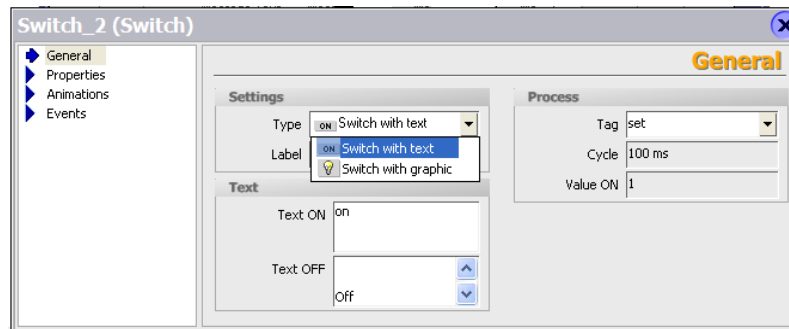 Switch_2 (Switch)
General
Properties
Animations
Events
General
Settings
Type ON Switch with text
ON Switch with text
Switch with graphic
Label
Text
Text ON on
Text OFF
Off
Process
Tag set
Cycle 100 ms
Value ON 1